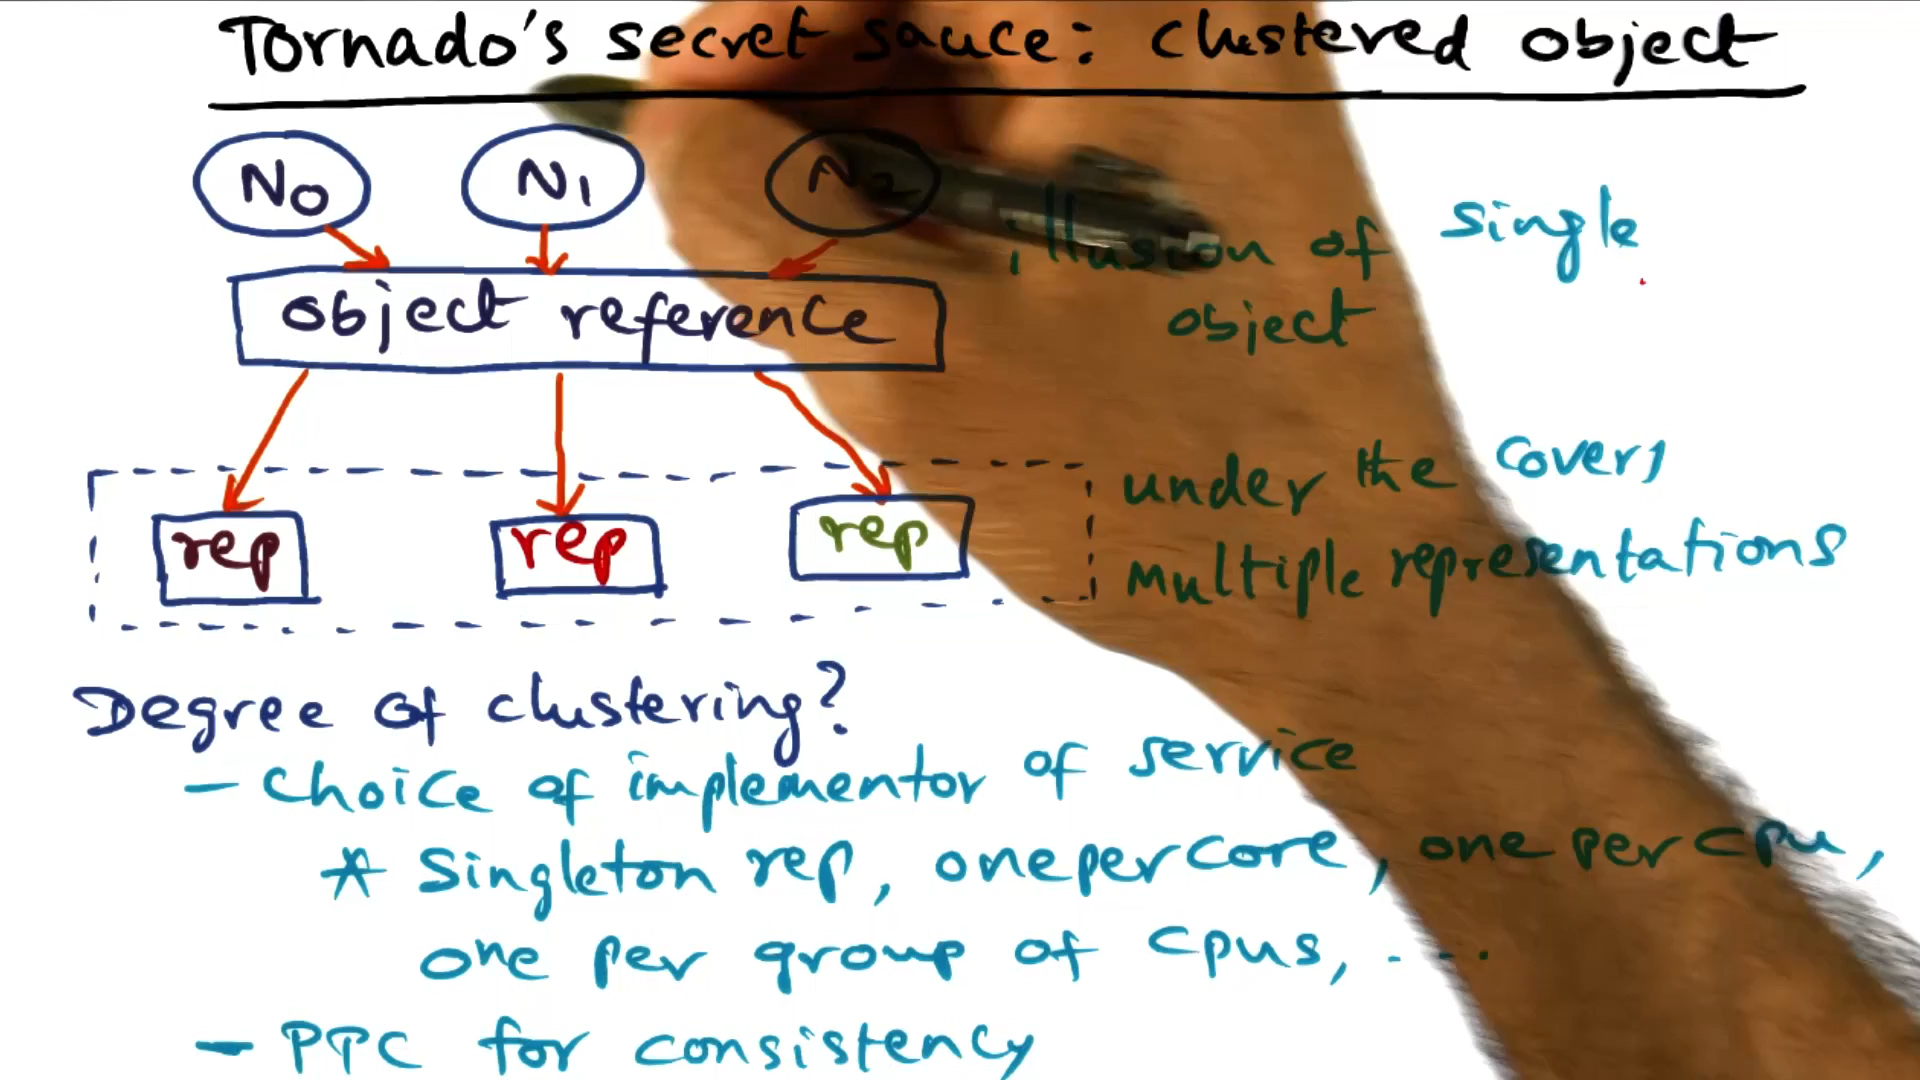 Tornado's secret sauce: clustered object
N0 N1 N2
illusion of single
object
object reference
under the covers
multiple representations
rep rep rep
Degree of clustering?
- Choice of implementor of service
* Singleton rep, one per core, one per cpu,
one per group of cpus, ....
- PPC for consistency